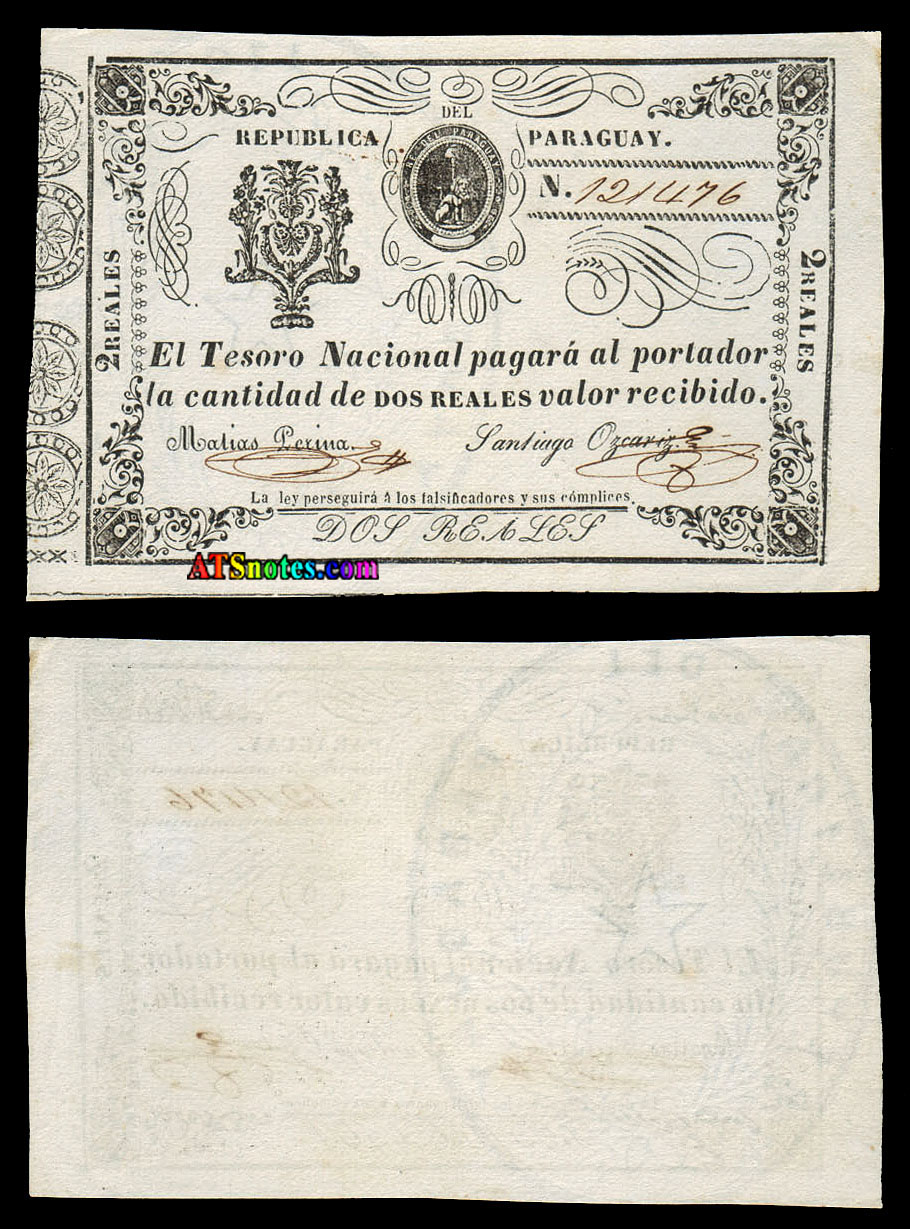 DEL
REPUBLICA PARAGUAY.
N. 121476
2 REALES
2 REALES
El Tesoro Nacional pagará al portador
la cantidad de DOS REALES valor recibido.
Matias Perina. Santiago Ozcariz
La ley perseguirá á los falsificadores y sus cómplices.
DOS REALES
ATSnotes.com